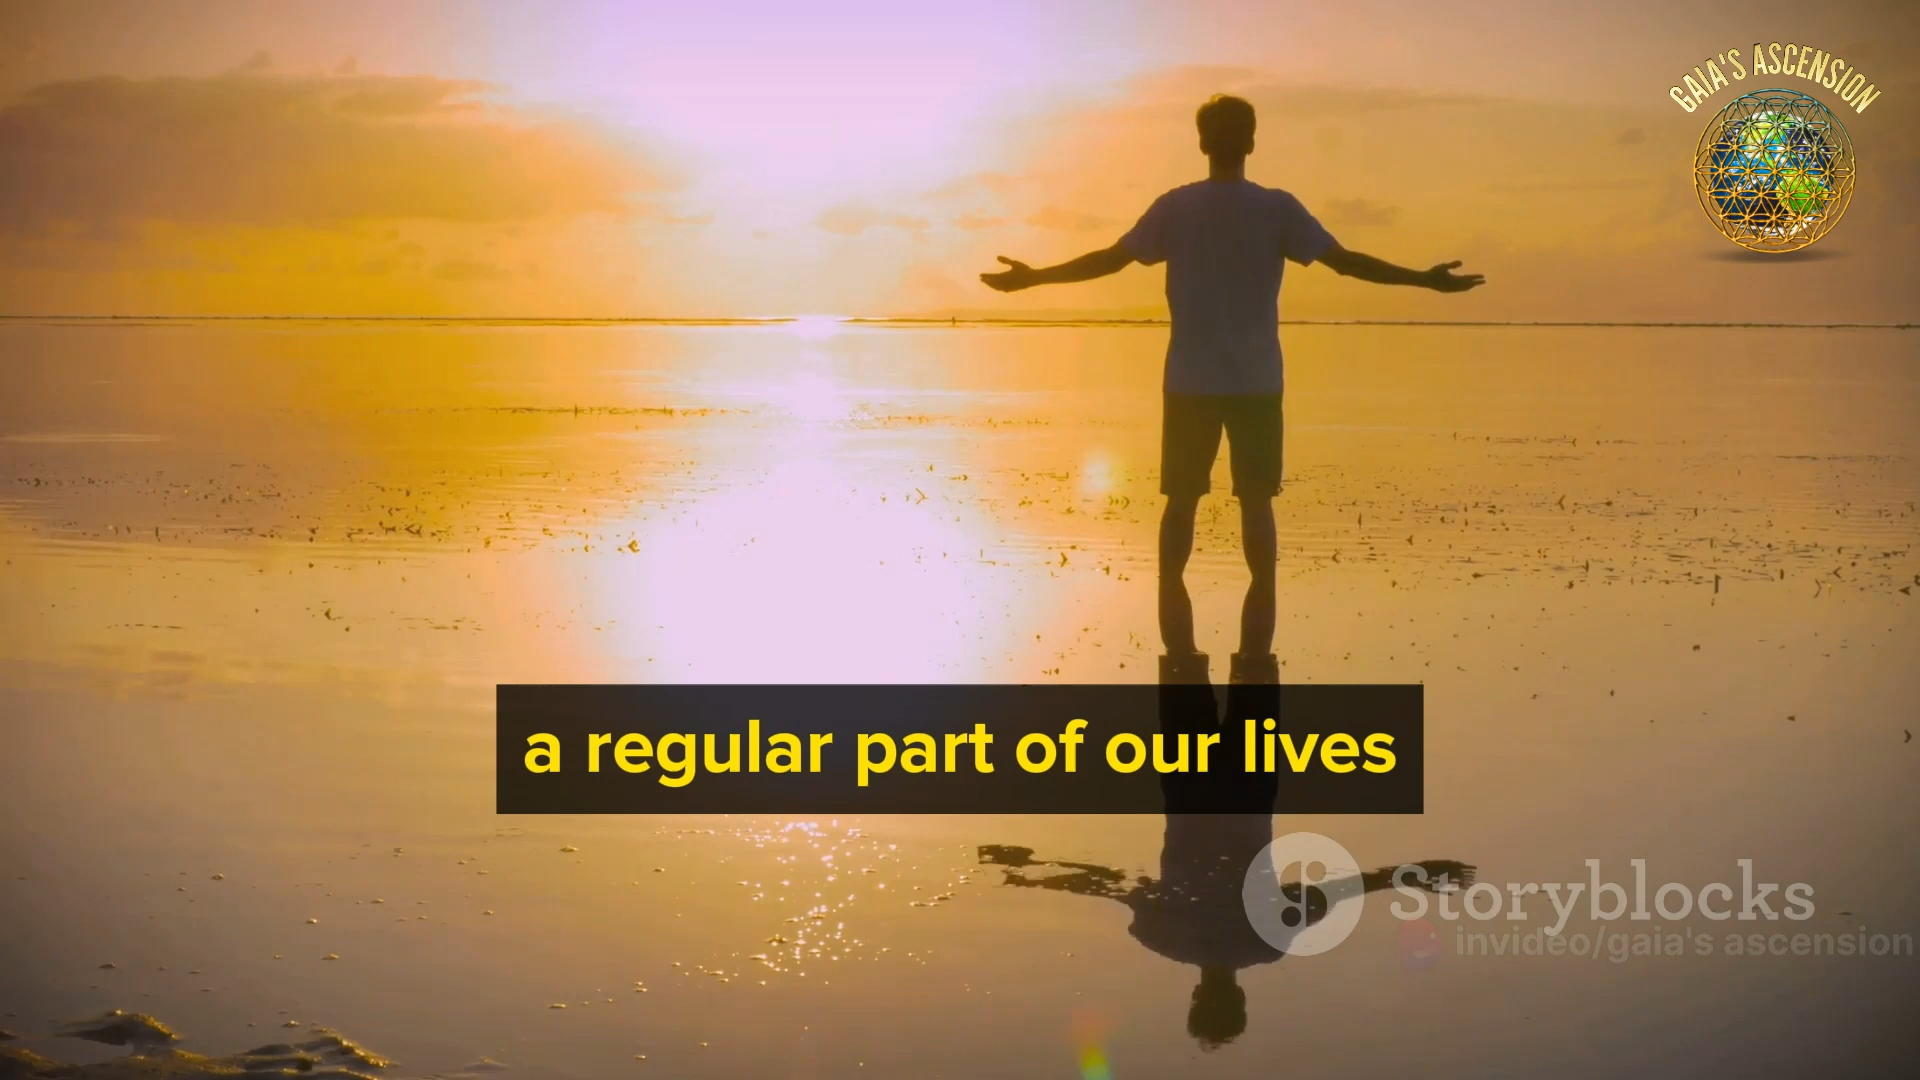 GAIA'S ASCENSION
a regular part of our lives
Storyblocks
invideo/gaia's ascension